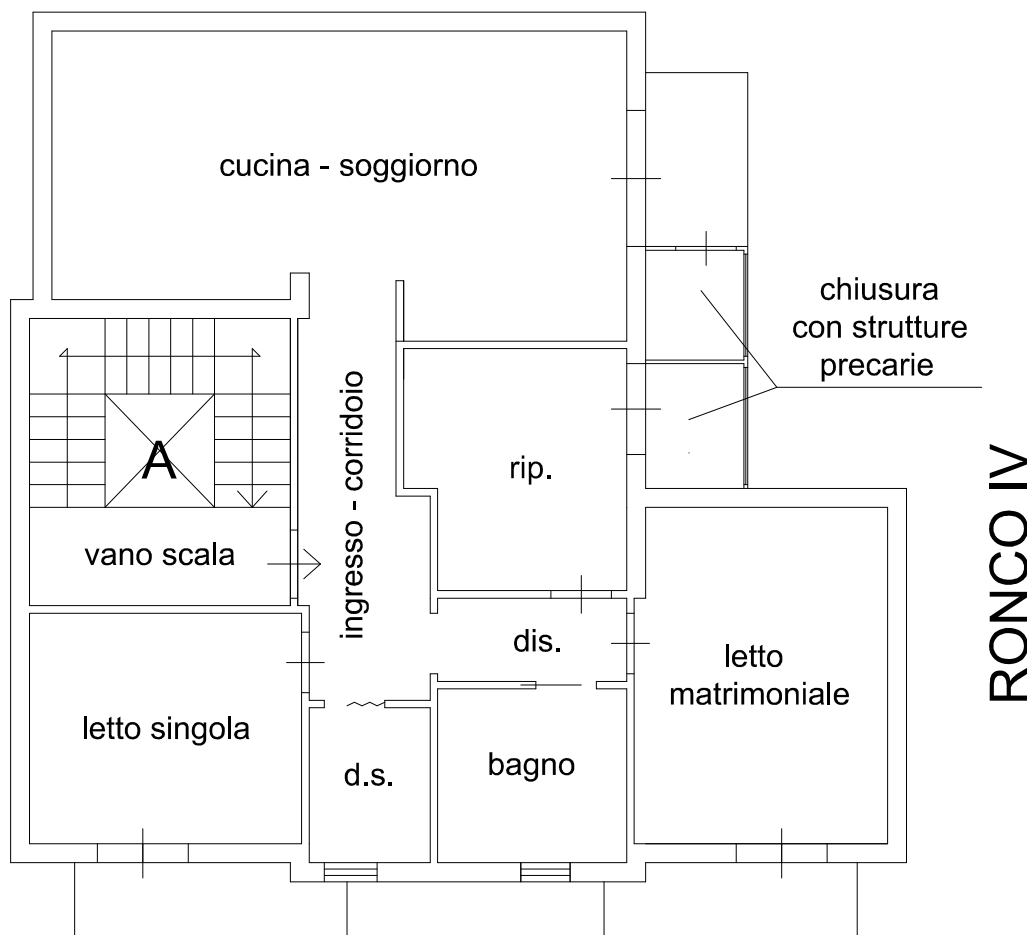 cucina - soggiorno
chiusura
con strutture
precarie
A
ingresso - corridoio
rip.
vano scala
RONCO IV
dis.
letto
matrimoniale
letto singola
d.s.
bagno